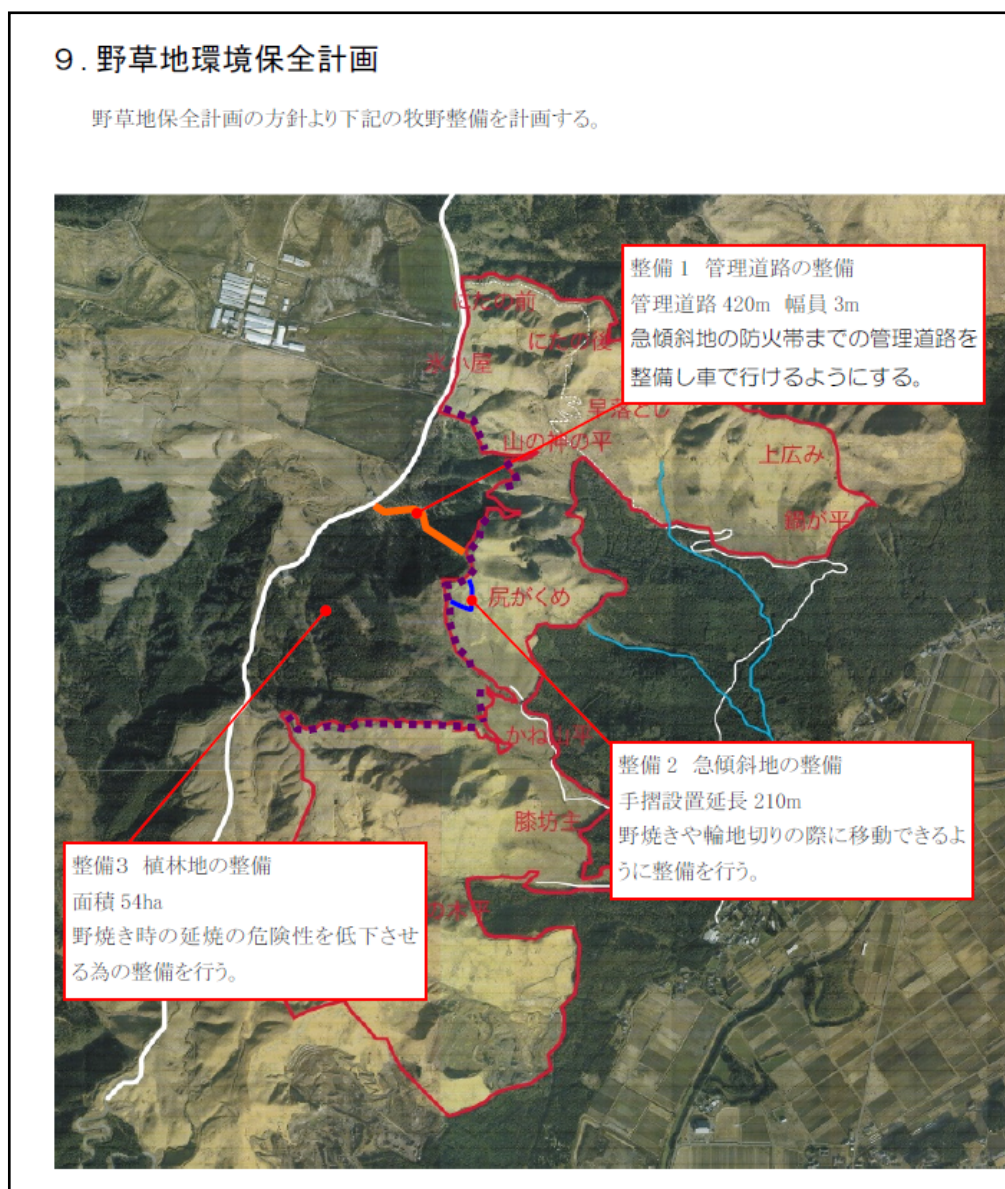 ９．野草地環境保全計画
野草地保全計画の方針より下記の牧野整備を計画する。
整備１ 管理道路の整備
管理道路 420m 幅員 3m
急傾斜地の防火帯までの管理道路を
整備し車で行けるようにする。
にたの前
にたの後
氷小屋
早落とし
山の神の平
上広み
鍋が平
尻がくめ
かね山平
整備 2 急傾斜地の整備
手摺設置延長 210m
野焼きや輪地切りの際に移動できるよ
うに整備を行う。
膝坊主
整備３ 植林地の整備
面積 54ha
野焼き時の延焼の危険性を低下させ
る為の整備を行う。
の本平